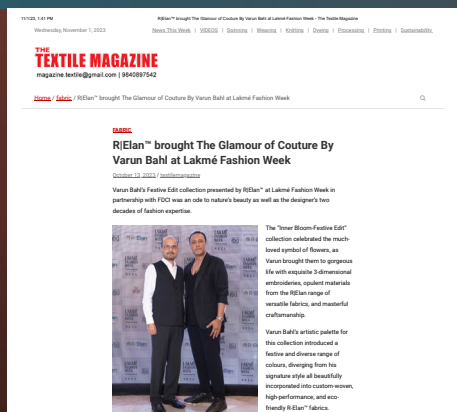 11/1/23, 1:41 PM
R|Elan™ brought The Glamour of Couture By Varun Bahl at Lakmé Fashion Week - The Textile Magazine
Wednesday, November 1, 2023
News This Week | VIDEOS | Spinning | Weaving | Knitting | Dyeing | Processing | Printing | Sustainability
THE
TEXTILE MAGAZINE
magazine.textile@gmail.com | 9840897542
Home / fabric / R|Elan™ brought The Glamour of Couture By Varun Bahl at Lakmé Fashion Week
FABRIC
R|Elan™ brought The Glamour of Couture By
Varun Bahl at Lakmé Fashion Week
October 13, 2023 / textilemagazine
Varun Bahl's Festive Edit collection presented by R|Elan™ at Lakmé Fashion Week in
partnership with FDCI was an ode to nature's beauty as well as the designer's two
decades of fashion expertise.
The "Inner Bloom-Festive Edit"
collection celebrated the much-
loved symbol of flowers, as
Varun brought them to gorgeous
life with exquisite 3-dimensional
embroideries, opulent materials
from the R|Elan range of
versatile fabrics, and masterful
craftsmanship.
Varun Bahl's artistic palette for
this collection introduced a
festive and diverse range of
colours, diverging from his
signature style all beautifully
incorporated into custom-woven,
high-performance, and eco-
friendly R-Elan™ fabrics.